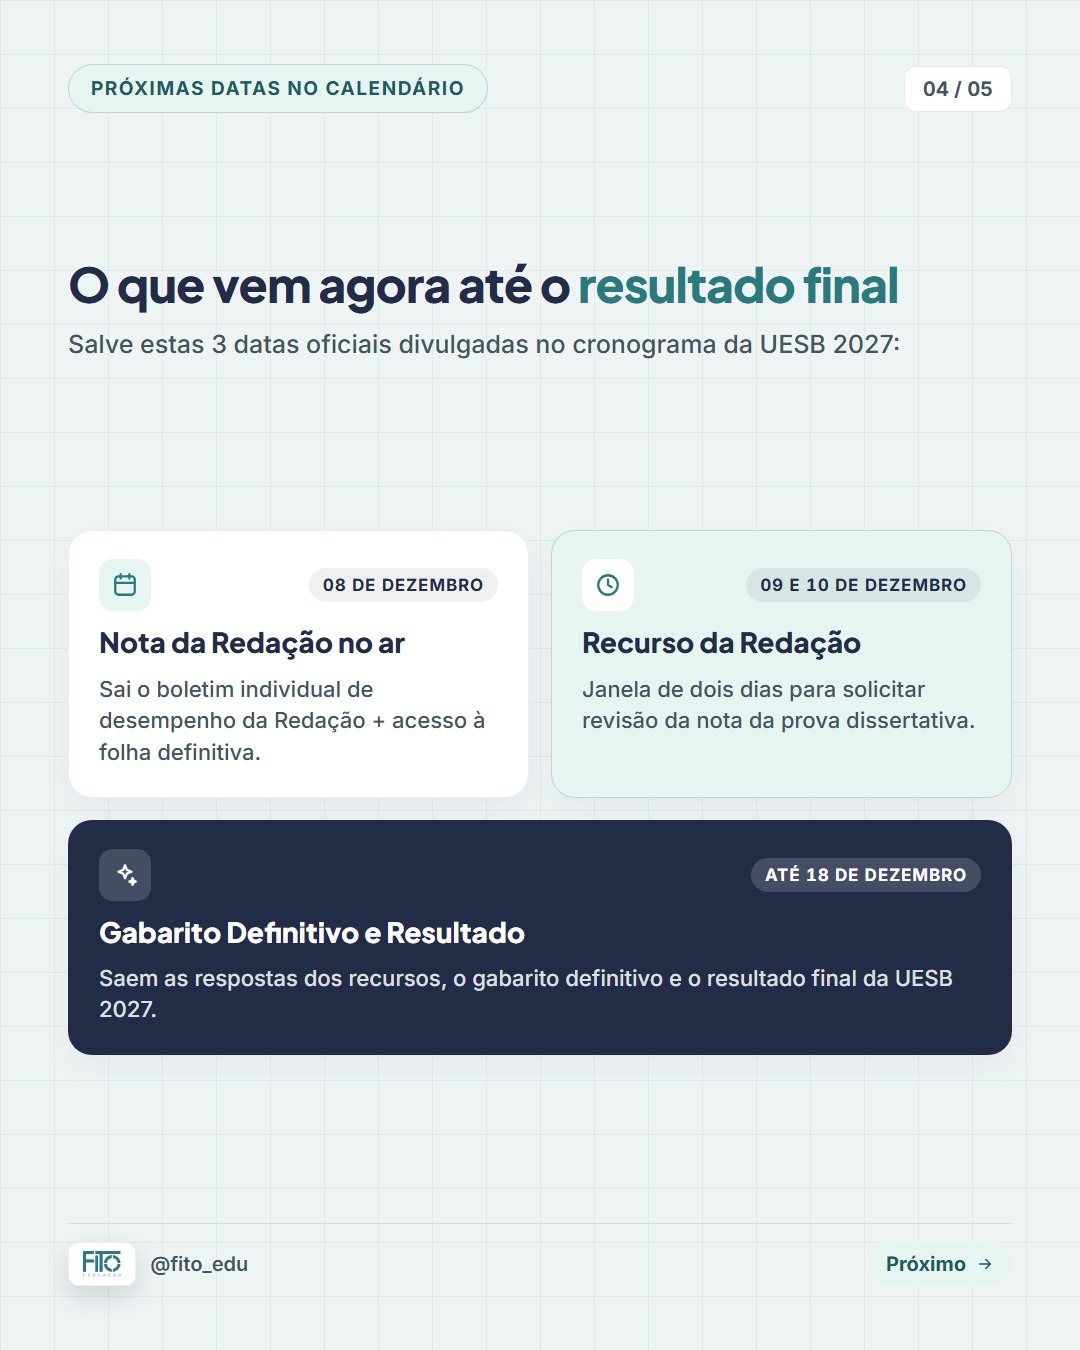 PRÓXIMAS DATAS NO CALENDÁRIO
04 / 05
O que vem agora até o resultado final
Salve estas 3 datas oficiais divulgadas no cronograma da UESB 2027:
08 DE DEZEMBRO
Nota da Redação no ar
Sai o boletim individual de
desempenho da Redação + acesso à
folha definitiva.
09 E 10 DE DEZEMBRO
Recurso da Redação
Janela de dois dias para solicitar
revisão da nota da prova dissertativa.
ATÉ 18 DE DEZEMBRO
Gabarito Definitivo e Resultado
Saem as respostas dos recursos, o gabarito definitivo e o resultado final da UESB
2027.
FITO
EDUCAÇÃO
@fito_edu
Próximo →